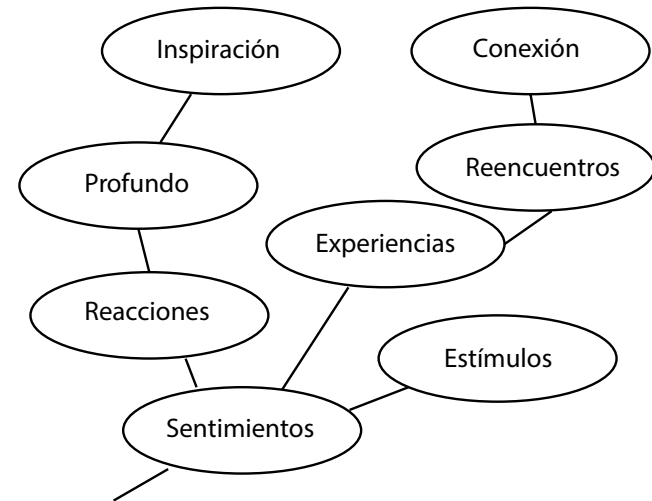 Inspiración
Conexión
Profundo
Reencuentros
Experiencias
Reacciones
Estímulos
Sentimientos